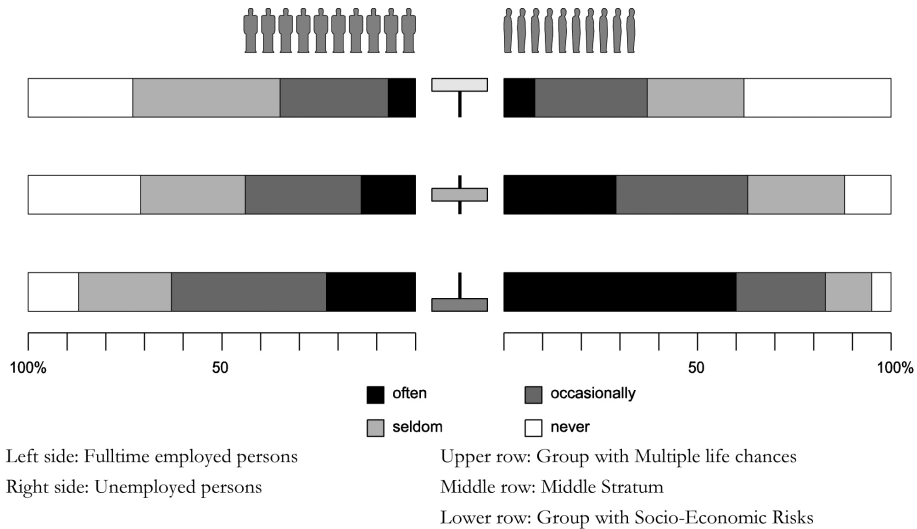 100% 50 50 100%
often occasionally
seldom never
Left side: Fulltime employed persons
Right side: Unemployed persons
Upper row: Group with Multiple life chances
Middle row: Middle Stratum
Lower row: Group with Socio-Economic Risks